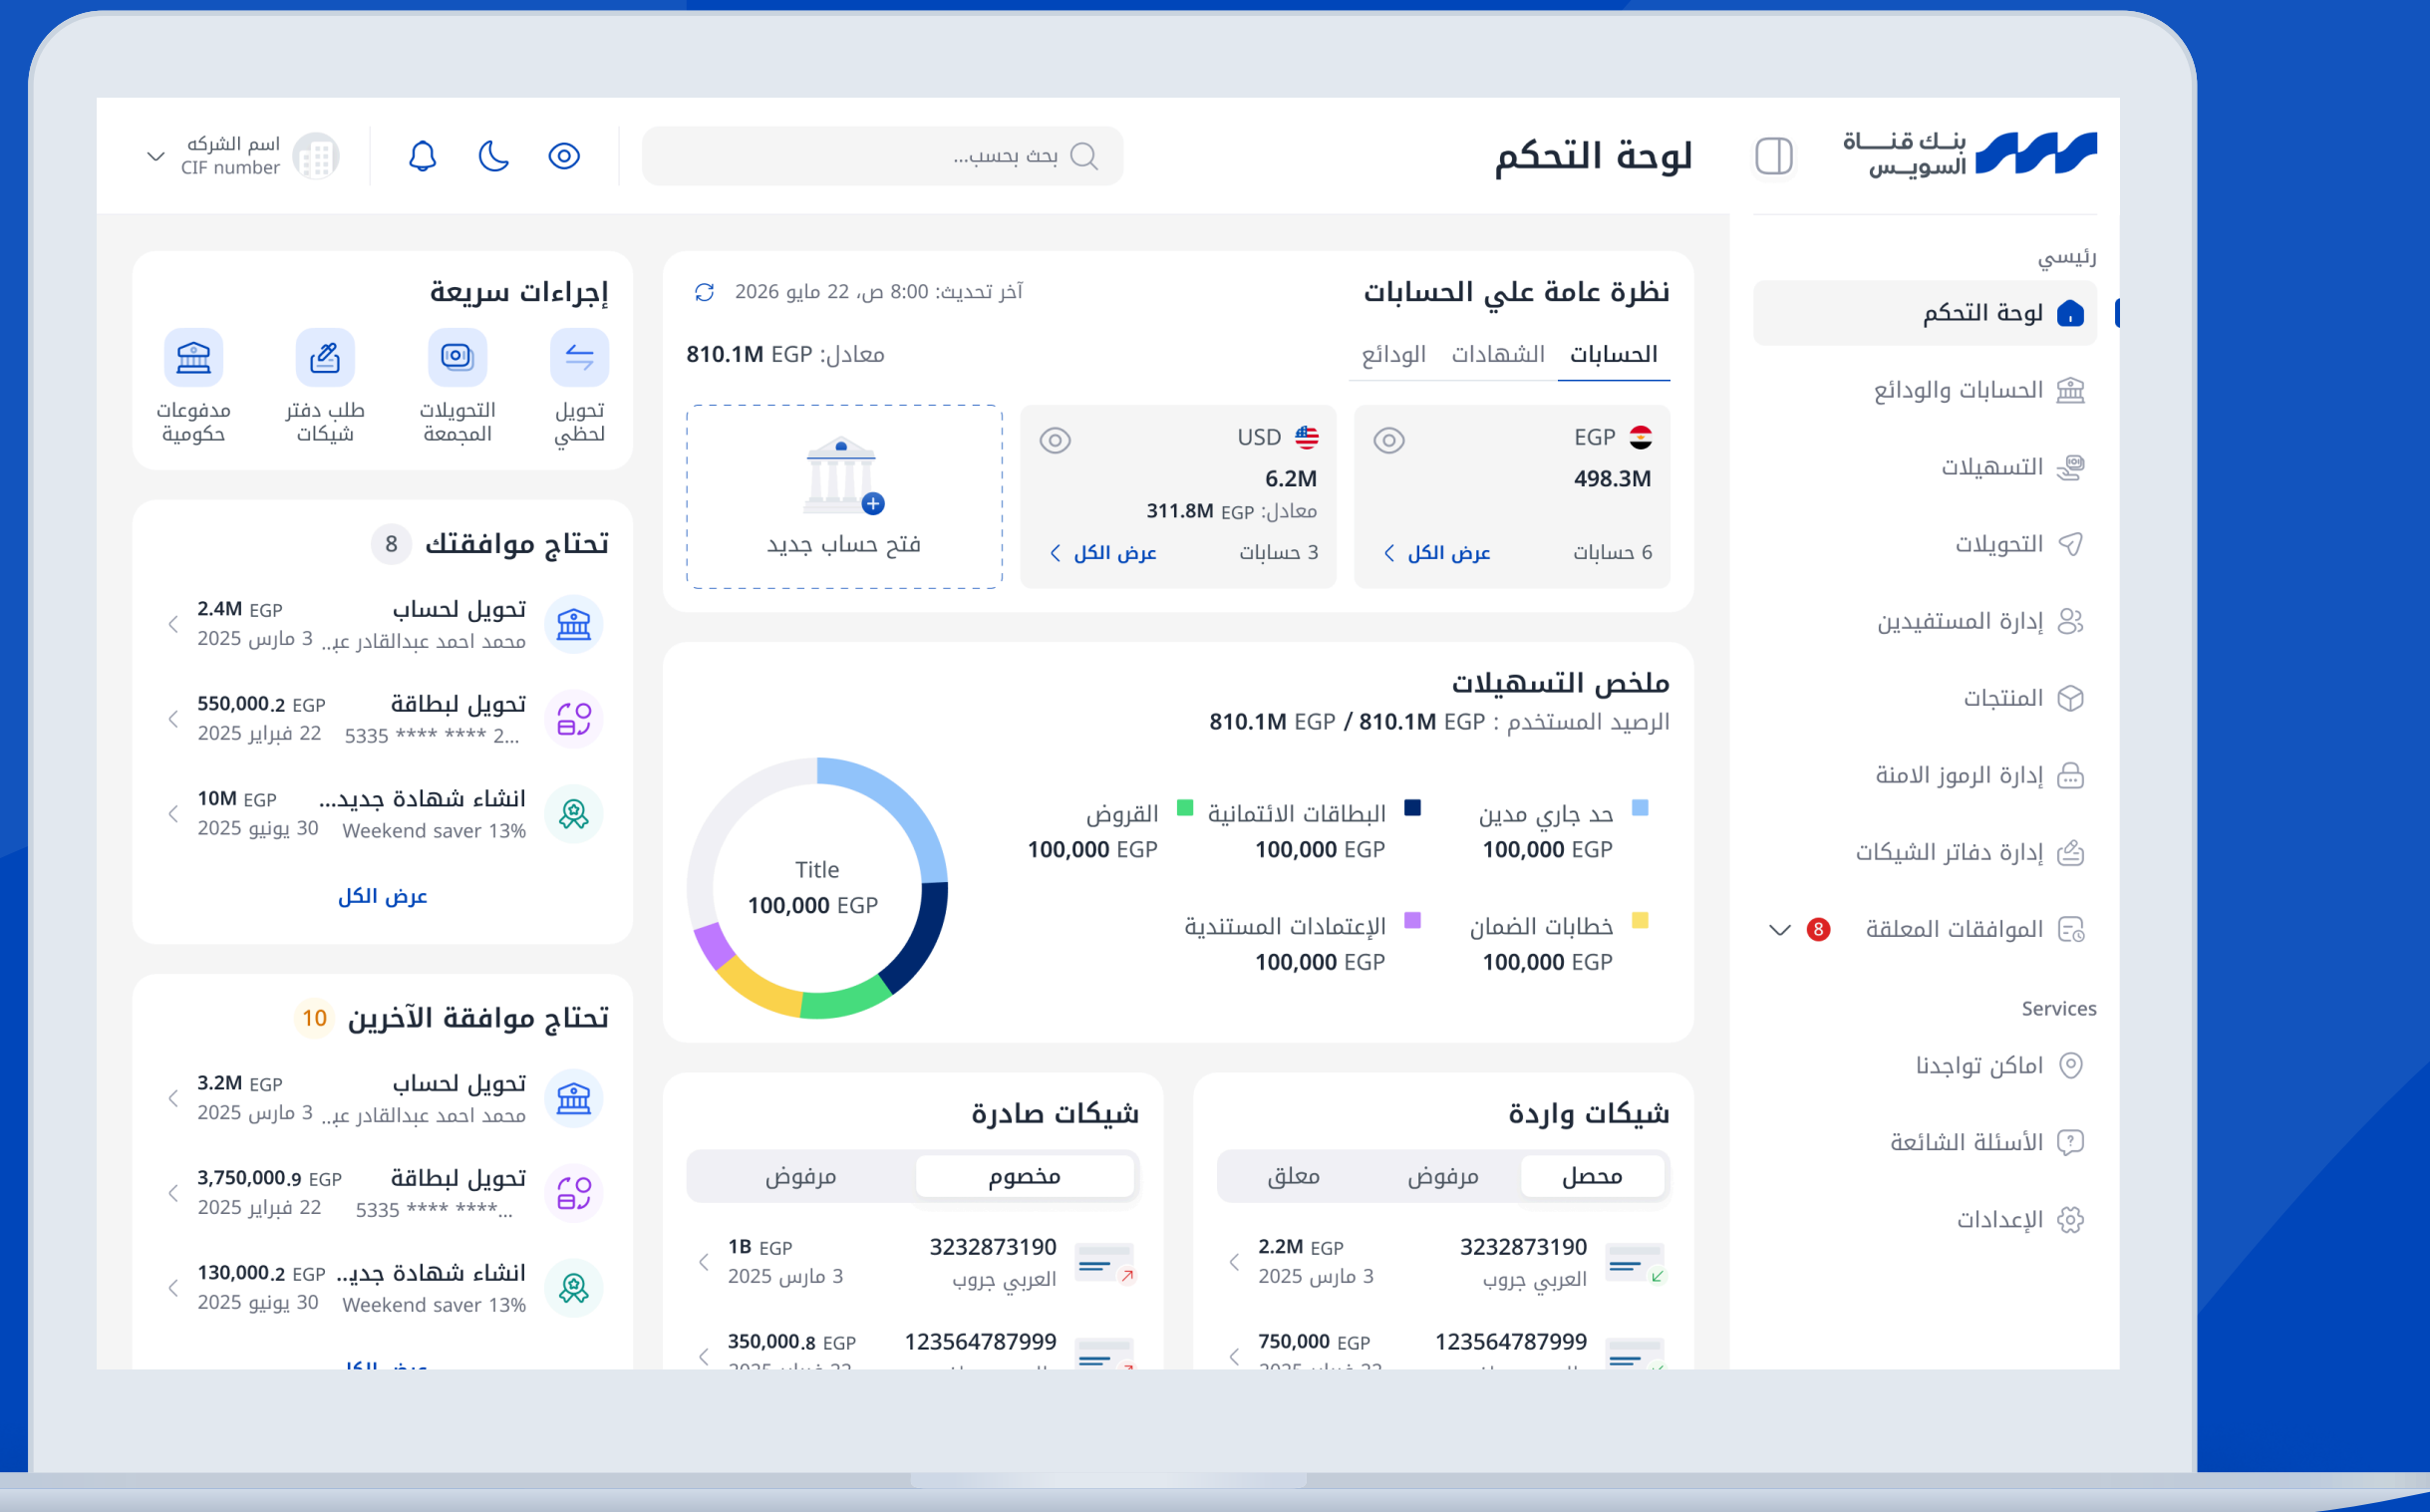 بنـك قنـــاة
السويــس
لوحة التحكم
بحث بحسب...
اسم الشركه
CIF number
رئيسي
لوحة التحكم
الحسابات والودائع
التسهيلات
التحويلات
إدارة المستفيدين
المنتجات
إدارة الرموز الامنة
إدارة دفاتر الشيكات
الموافقات المعلقة 8
Services
اماكن تواجدنا
الأسئلة الشائعة
الإعدادات
نظرة عامة علي الحسابات
آخر تحديث: 8:00 ص، 22 مايو 2026
الحسابات الشهادات الودائع
معادل: 810.1M EGP
EGP
498.3M
6 حسابات
عرض الكل
USD
6.2M
معادل: 311.8M EGP
3 حسابات
عرض الكل
فتح حساب جديد
ملخص التسهيلات
الرصيد المستخدم : 810.1M EGP / 810.1M EGP
حد جاري مدين
100,000 EGP
البطاقات الائتمانية
100,000 EGP
القروض
100,000 EGP
خطابات الضمان
100,000 EGP
الإعتمادات المستندية
100,000 EGP
Title
100,000 EGP
شيكات واردة
محصل مرفوض معلق
3232873190
2.2M EGP
العربي جروب
3 مارس 2025
123564787999
750,000 EGP
شيكات صادرة
مخصوم مرفوض
3232873190
1B EGP
العربي جروب
3 مارس 2025
123564787999
350,000.8 EGP
إجراءات سريعة
تحويل
لحظي
التحويلات
المجمعة
طلب دفتر
شيكات
مدفوعات
حكومية
تحتاج موافقتك 8
تحويل لحساب
2.4M EGP
محمد احمد عبدالقادر عبـ..
3 مارس 2025
تحويل لبطاقة
550,000.2 EGP
5335 **** **** 2...
22 فبراير 2025
انشاء شهادة جديد...
10M EGP
Weekend saver 13%
30 يونيو 2025
عرض الكل
تحتاج موافقة الآخرين 10
تحويل لحساب
3.2M EGP
محمد احمد عبدالقادر عبـ..
3 مارس 2025
تحويل لبطاقة
3,750,000.9 EGP
5335 **** ****...
22 فبراير 2025
انشاء شهادة جديـ..
130,000.2 EGP
Weekend saver 13%
30 يونيو 2025